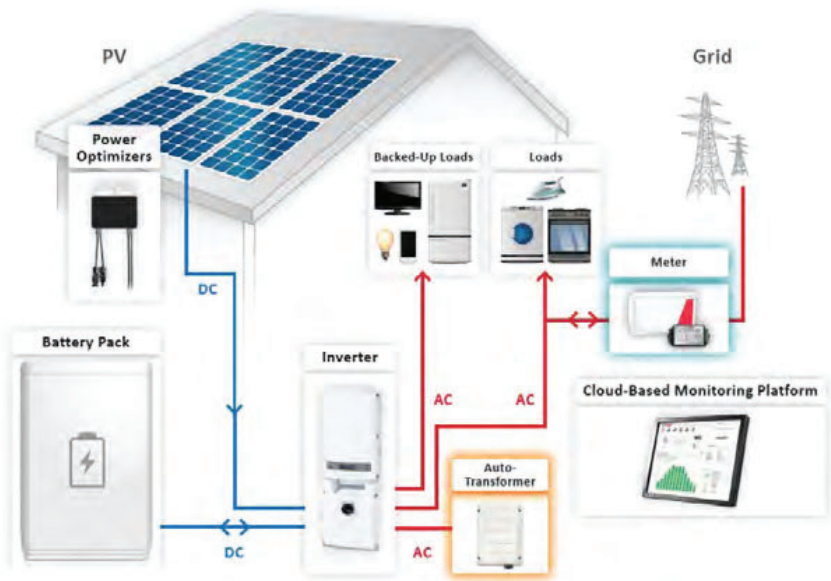 PV
Grid
Power
Optimizers
Backed-Up Loads
Loads
DC
Meter
Battery Pack
Inverter
AC
AC
Cloud-Based Monitoring Platform
Auto-
Transformer
DC
AC